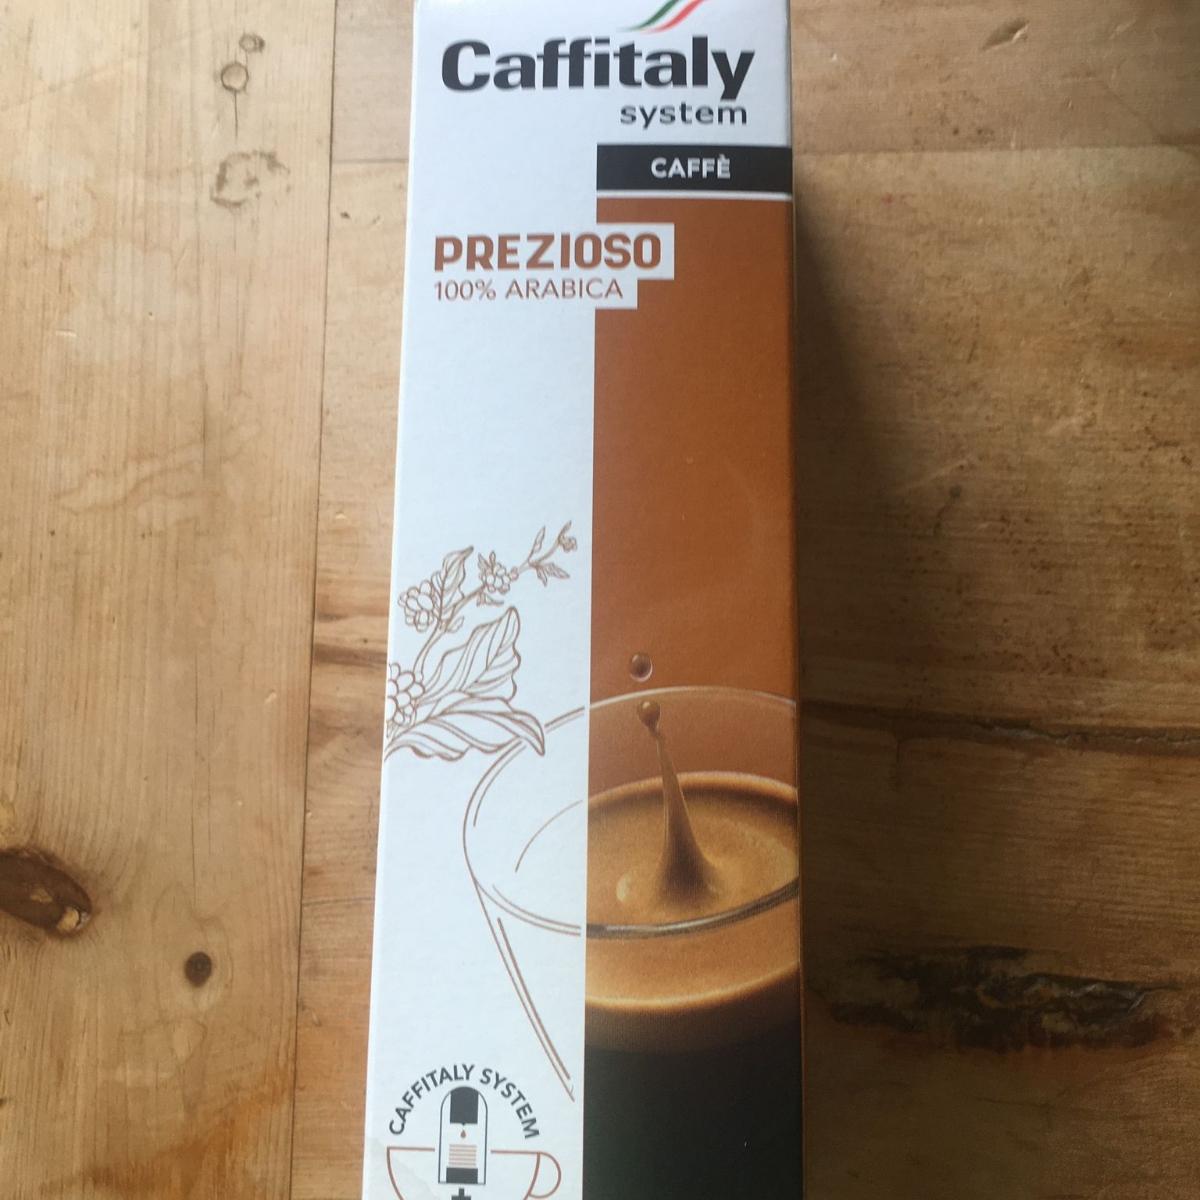 Caffitaly
system
CAFFÈ
PREZIOSO
100% ARABICA
CAFFITALY SYSTEM